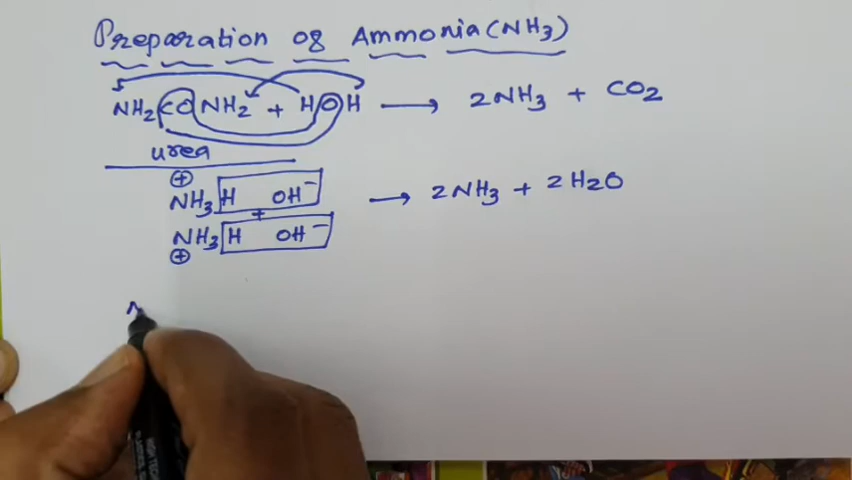 Preparation of Ammonia(NH3)
NH2CONH2 + HOH → 2NH3 + CO2
urea
⊕
NH3 H OH⁻ → 2NH3 + 2H2O
+
NH3 H OH⁻
⊕